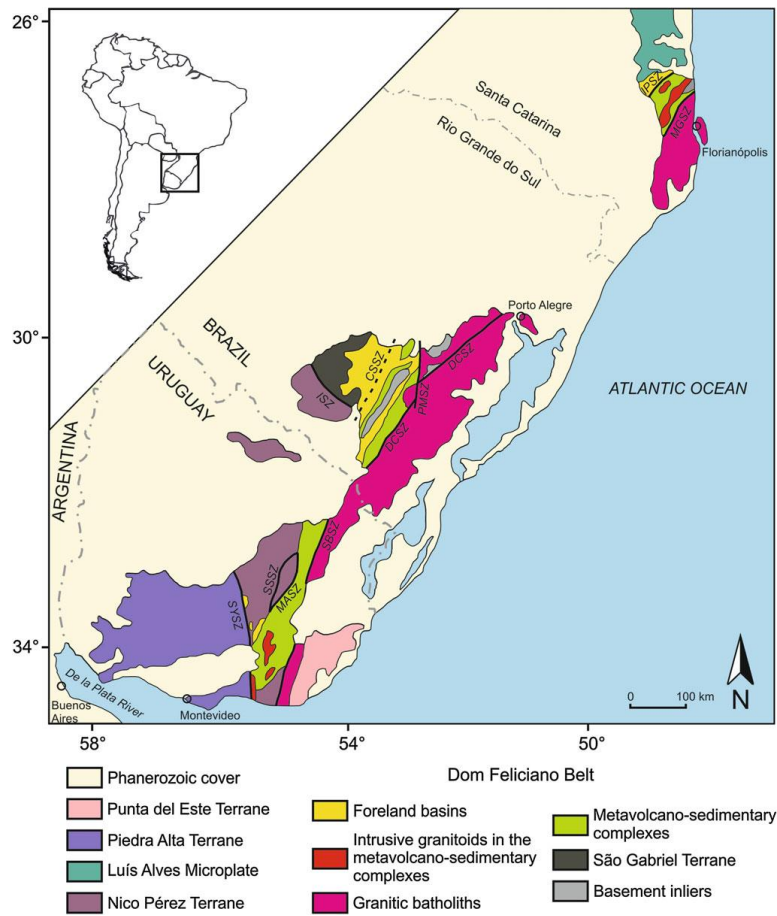 26°
IPSZ
Santa Catarina
MGSZ
Rio Grande do Sul
Florianópolis
30°
Porto Alegre
BRAZIL
CSSZ
DCSZ
URUGUAY
ISZ
PMSZ
ATLANTIC OCEAN
DCSZ
ARGENTINA
SBSZ
SSSZ
MASZ
SYSZ
34°
De la Plata River
Buenos
Aires
Montevideo
0 100 km
N
58° 54° 50°
Phanerozoic cover
Punta del Este Terrane
Piedra Alta Terrane
Luís Alves Microplate
Nico Pérez Terrane
Dom Feliciano Belt
Foreland basins
Intrusive granitoids in the
metavolcano-sedimentary
complexes
Granitic batholiths
Metavolcano-sedimentary
complexes
São Gabriel Terrane
Basement inliers